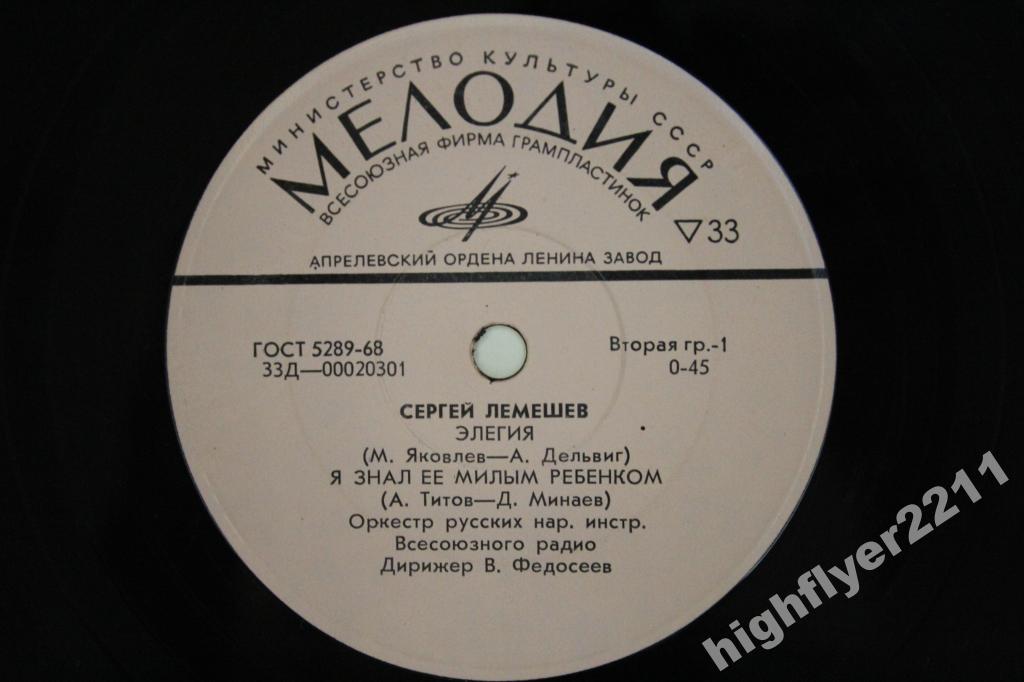 МИНИСТЕРСТВО КУЛЬТУРЫ СССР
МЕЛОДИЯ
ВСЕСОЮЗНАЯ ФИРМА ГРАМПЛАСТИНОК
▽33
АПРЕЛЕВСКИЙ ОРДЕНА ЛЕНИНА ЗАВОД
ГОСТ 5289-68
33Д—00020301
Вторая гр.-1
0-45
СЕРГЕЙ ЛЕМЕШЕВ
ЭЛЕГИЯ
(М. Яковлев—А. Дельвиг)
Я ЗНАЛ ЕЕ МИЛЫМ РЕБЕНКОМ
(А. Титов—Д. Минаев)
Оркестр русских нар. инстр.
Всесоюзного радио
Дирижер В. Федосеев
highflyer2211